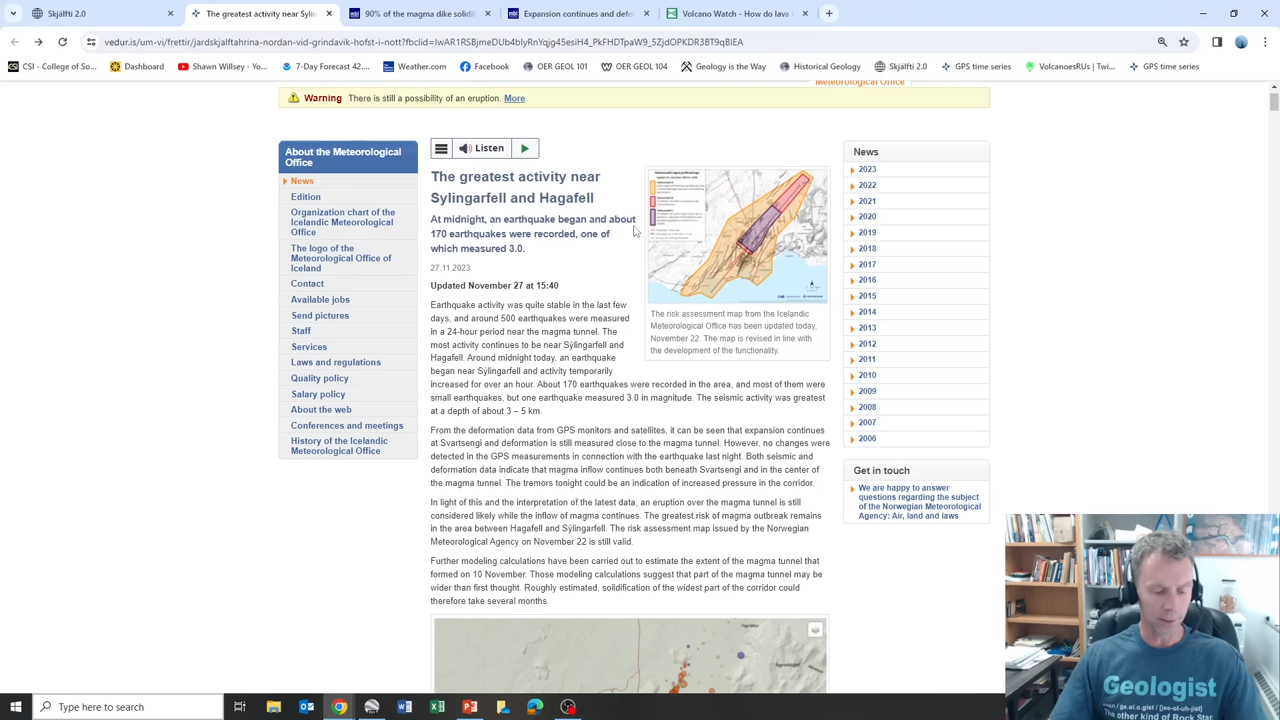 Skjálftí 2.0
The greatest activity near Sylin
90% of the dike solidif
Expansion continues and defor
Volcano Watch - How do lava
vedur.is/um-vi/frettir/jardskjalftahrina-nordan-vid-grindavik-hofst-i-nott?fbclid=IwAR1RSBjmeDUb4blyRnYqjg45esiH4_PkFHDTpaW9_5ZjdOPKDR3BT9qBlEA
CSI - College of So...
Dashboard
Shawn Willsey - Yo...
7-Day Forecast 42....
Weather.com
Facebook
OER GEOL 101
OER GEOL 104
Geology is the Way
Historical Geology
Skjálfti 2.0
GPS time series
VolcanoesRUs | Twi...
GPS time series
Meteorological Office
Warning There is still a possibility of an eruption. More
About the Meteorological
Office
News
Edition
Organization chart of the
Icelandic Meteorological
Office
The logo of the
Meteorological Office of
Iceland
Contact
Available jobs
Send pictures
Staff
Services
Laws and regulations
Quality policy
Salary policy
About the web
Conferences and meetings
History of the Icelandic
Meteorological Office
Listen
The greatest activity near
Sylingarfell and Hagafell
At midnight, an earthquake began and about
170 earthquakes were recorded, one of
which measured 3.0.
27.11.2023
Updated November 27 at 15:40
Earthquake activity was quite stable in the last few
days, and around 500 earthquakes were measured
in a 24-hour period near the magma tunnel. The
most activity continues to be near Sýlingarfell and
Hagafell. Around midnight today, an earthquake
began near Sýlingarfell and activity temporarily
increased for over an hour. About 170 earthquakes were recorded in the area, and most of them were
small earthquakes, but one earthquake measured 3.0 in magnitude. The seismic activity was greatest
at a depth of about 3 – 5 km.
The risk assessment map from the Icelandic
Meteorological Office has been updated today,
November 22. The map is revised in line with
the development of the functionality.
From the deformation data from GPS monitors and satellites, it can be seen that expansion continues
at Svartsengi and deformation is still measured close to the magma tunnel. However, no changes were
detected in the GPS measurements in connection with the earthquake last night. Both seismic and
deformation data indicate that magma inflow continues both beneath Svartsengi and in the center of
the magma tunnel. The tremors tonight could be an indication of increased pressure in the corridor.
In light of this and the interpretation of the latest data, an eruption over the magma tunnel is still
considered likely while the inflow of magma continues. The greatest risk of magma outbreak remains
in the area between Hagafell and Sýlingarfell. The risk assessment map issued by the Norwegian
Meteorological Agency on November 22 is still valid.
Further modeling calculations have been carried out to estimate the extent of the magma tunnel that
formed on 10 November. Those modeling calculations suggest that part of the magma tunnel may be
wider than first thought. Roughly estimated, solidification of the widest part of the corridor could
therefore take several months.
News
2023
2022
2021
2020
2019
2018
2017
2016
2015
2014
2013
2012
2011
2010
2009
2008
2007
2006
Get in touch
We are happy to answer
questions regarding the subject
of the Norwegian Meteorological
Agency: Air, land and laws
Geologist
The other kind of Rock Star.
Type here to search